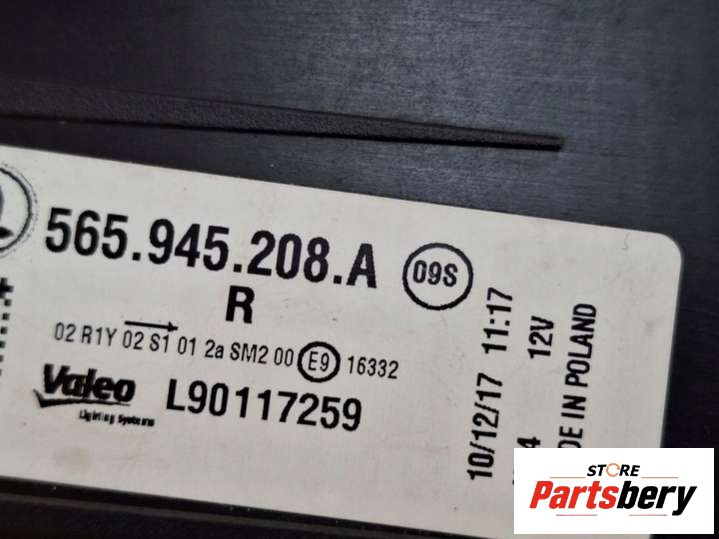 565.945.208.A 09S
R
02 R1Y 02 S1 01 2a SM2 00 E9 16332
Valeo L90117259
Lighting Systems
10/12/17 11:17
4 12V
DE IN POLAND
STORE
Partsbery